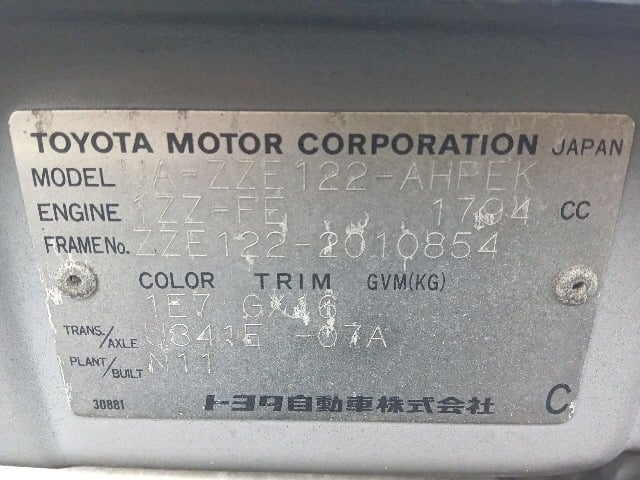 TOYOTA MOTOR CORPORATION JAPAN
MODEL UA-ZZE122-AHPEK
ENGINE 1ZZ-FE 1794 CC
FRAME No. ZZE122-2010854
COLOR TRIM GVM(KG)
1E7 GX16
TRANS./AXLE U341E -07A
PLANT/BUILT N11
30881 トヨタ自動車株式会社 C